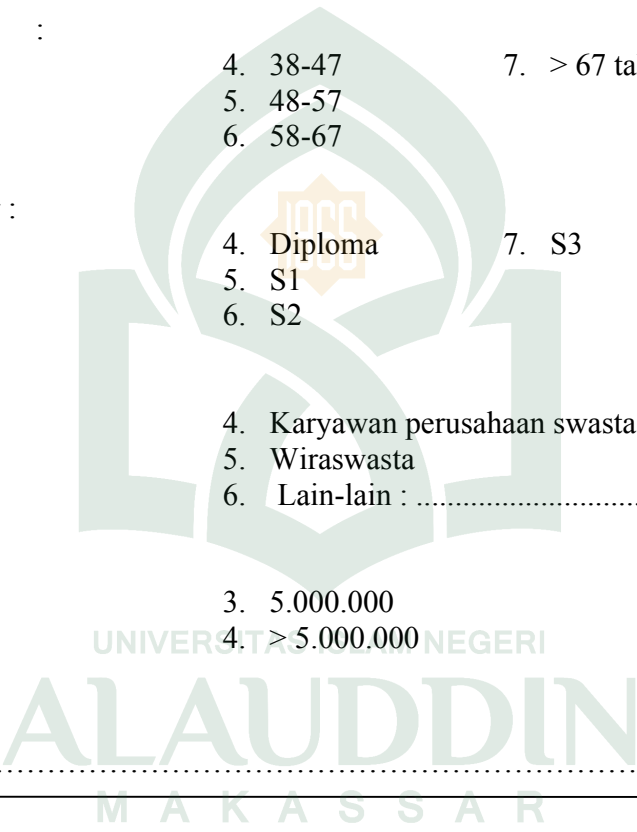 :
4. 38-47 7. > 67
5. 48-57
6. 58-67
:
1965
4. Diploma 7. S3
5. S1
6. S2
4. Karyawan perusahaan swasta
5. Wiraswasta
6. Lain-lain : ............................
3. 5.000.000
4. > 5.000.000
UNIVERSITAS ISLAM NEGERI
ALAUDDIN
................................................................................
MAKASSAR